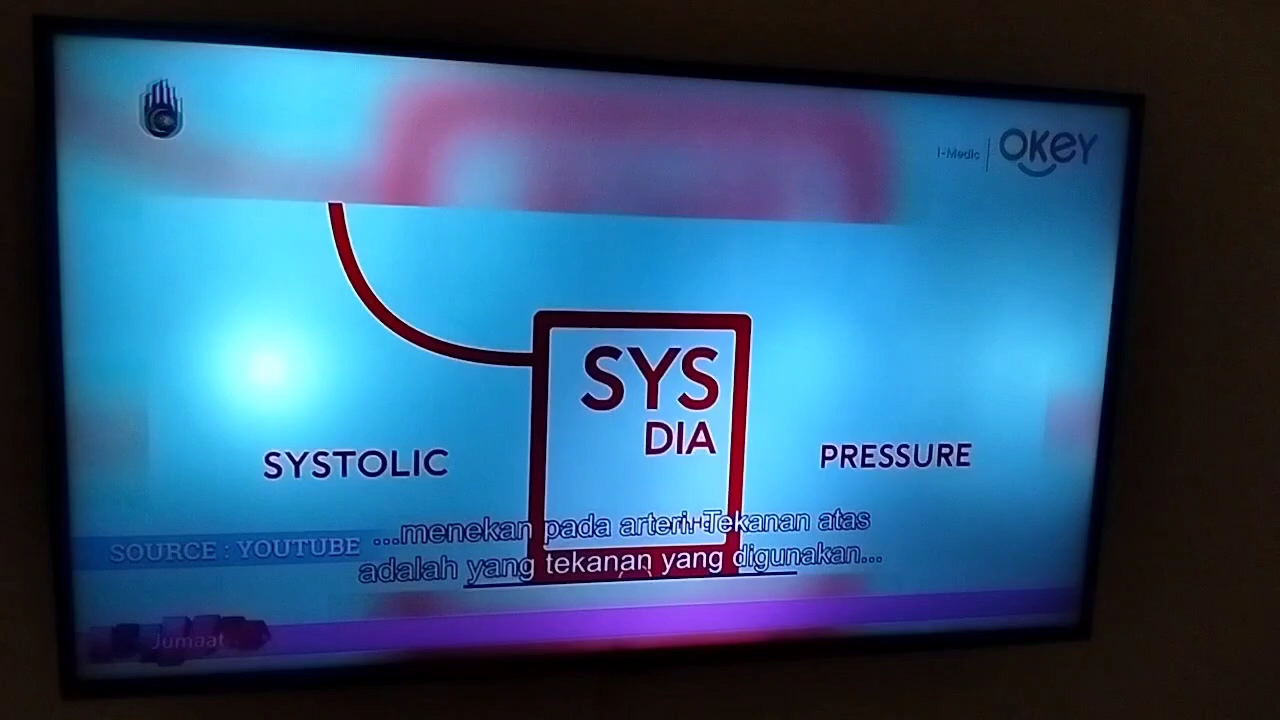 i-Medic
OKEY
SYS
DIA
SYSTOLIC
PRESSURE
...menekan pada arteri. Tekanan atas
adalah yang tekanan yang digunakan...
SOURCE : YOUTUBE
Jumaat